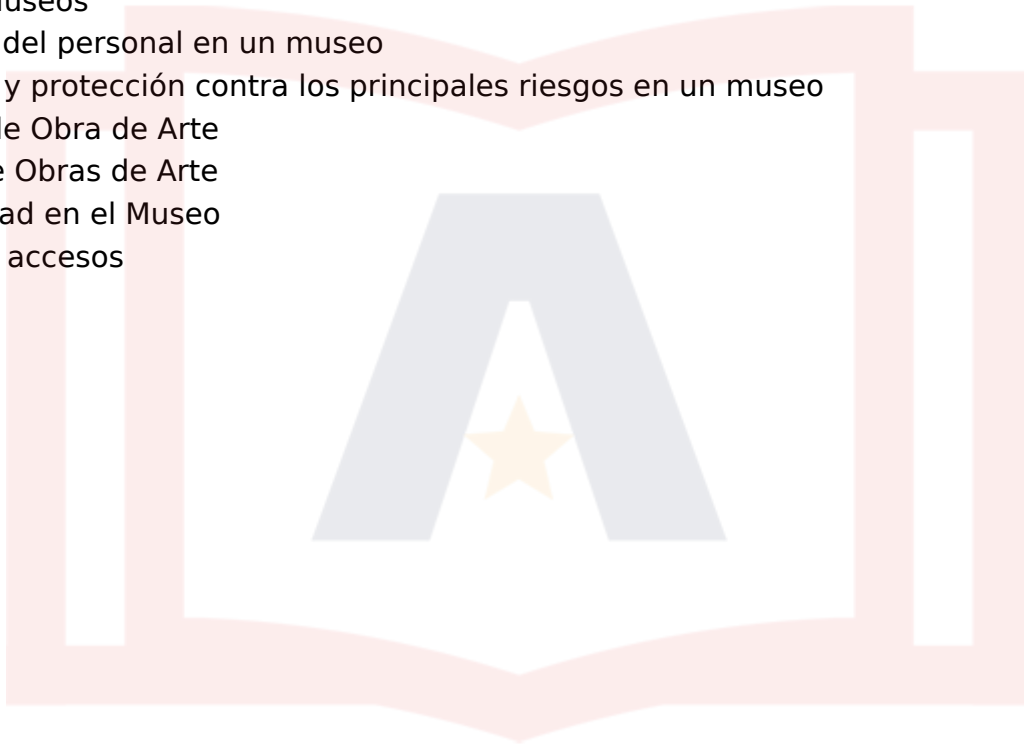 del personal en un museo
y protección contra los principales riesgos en un museo
de Obra de Arte
Obras de Arte
en el Museo
accesos